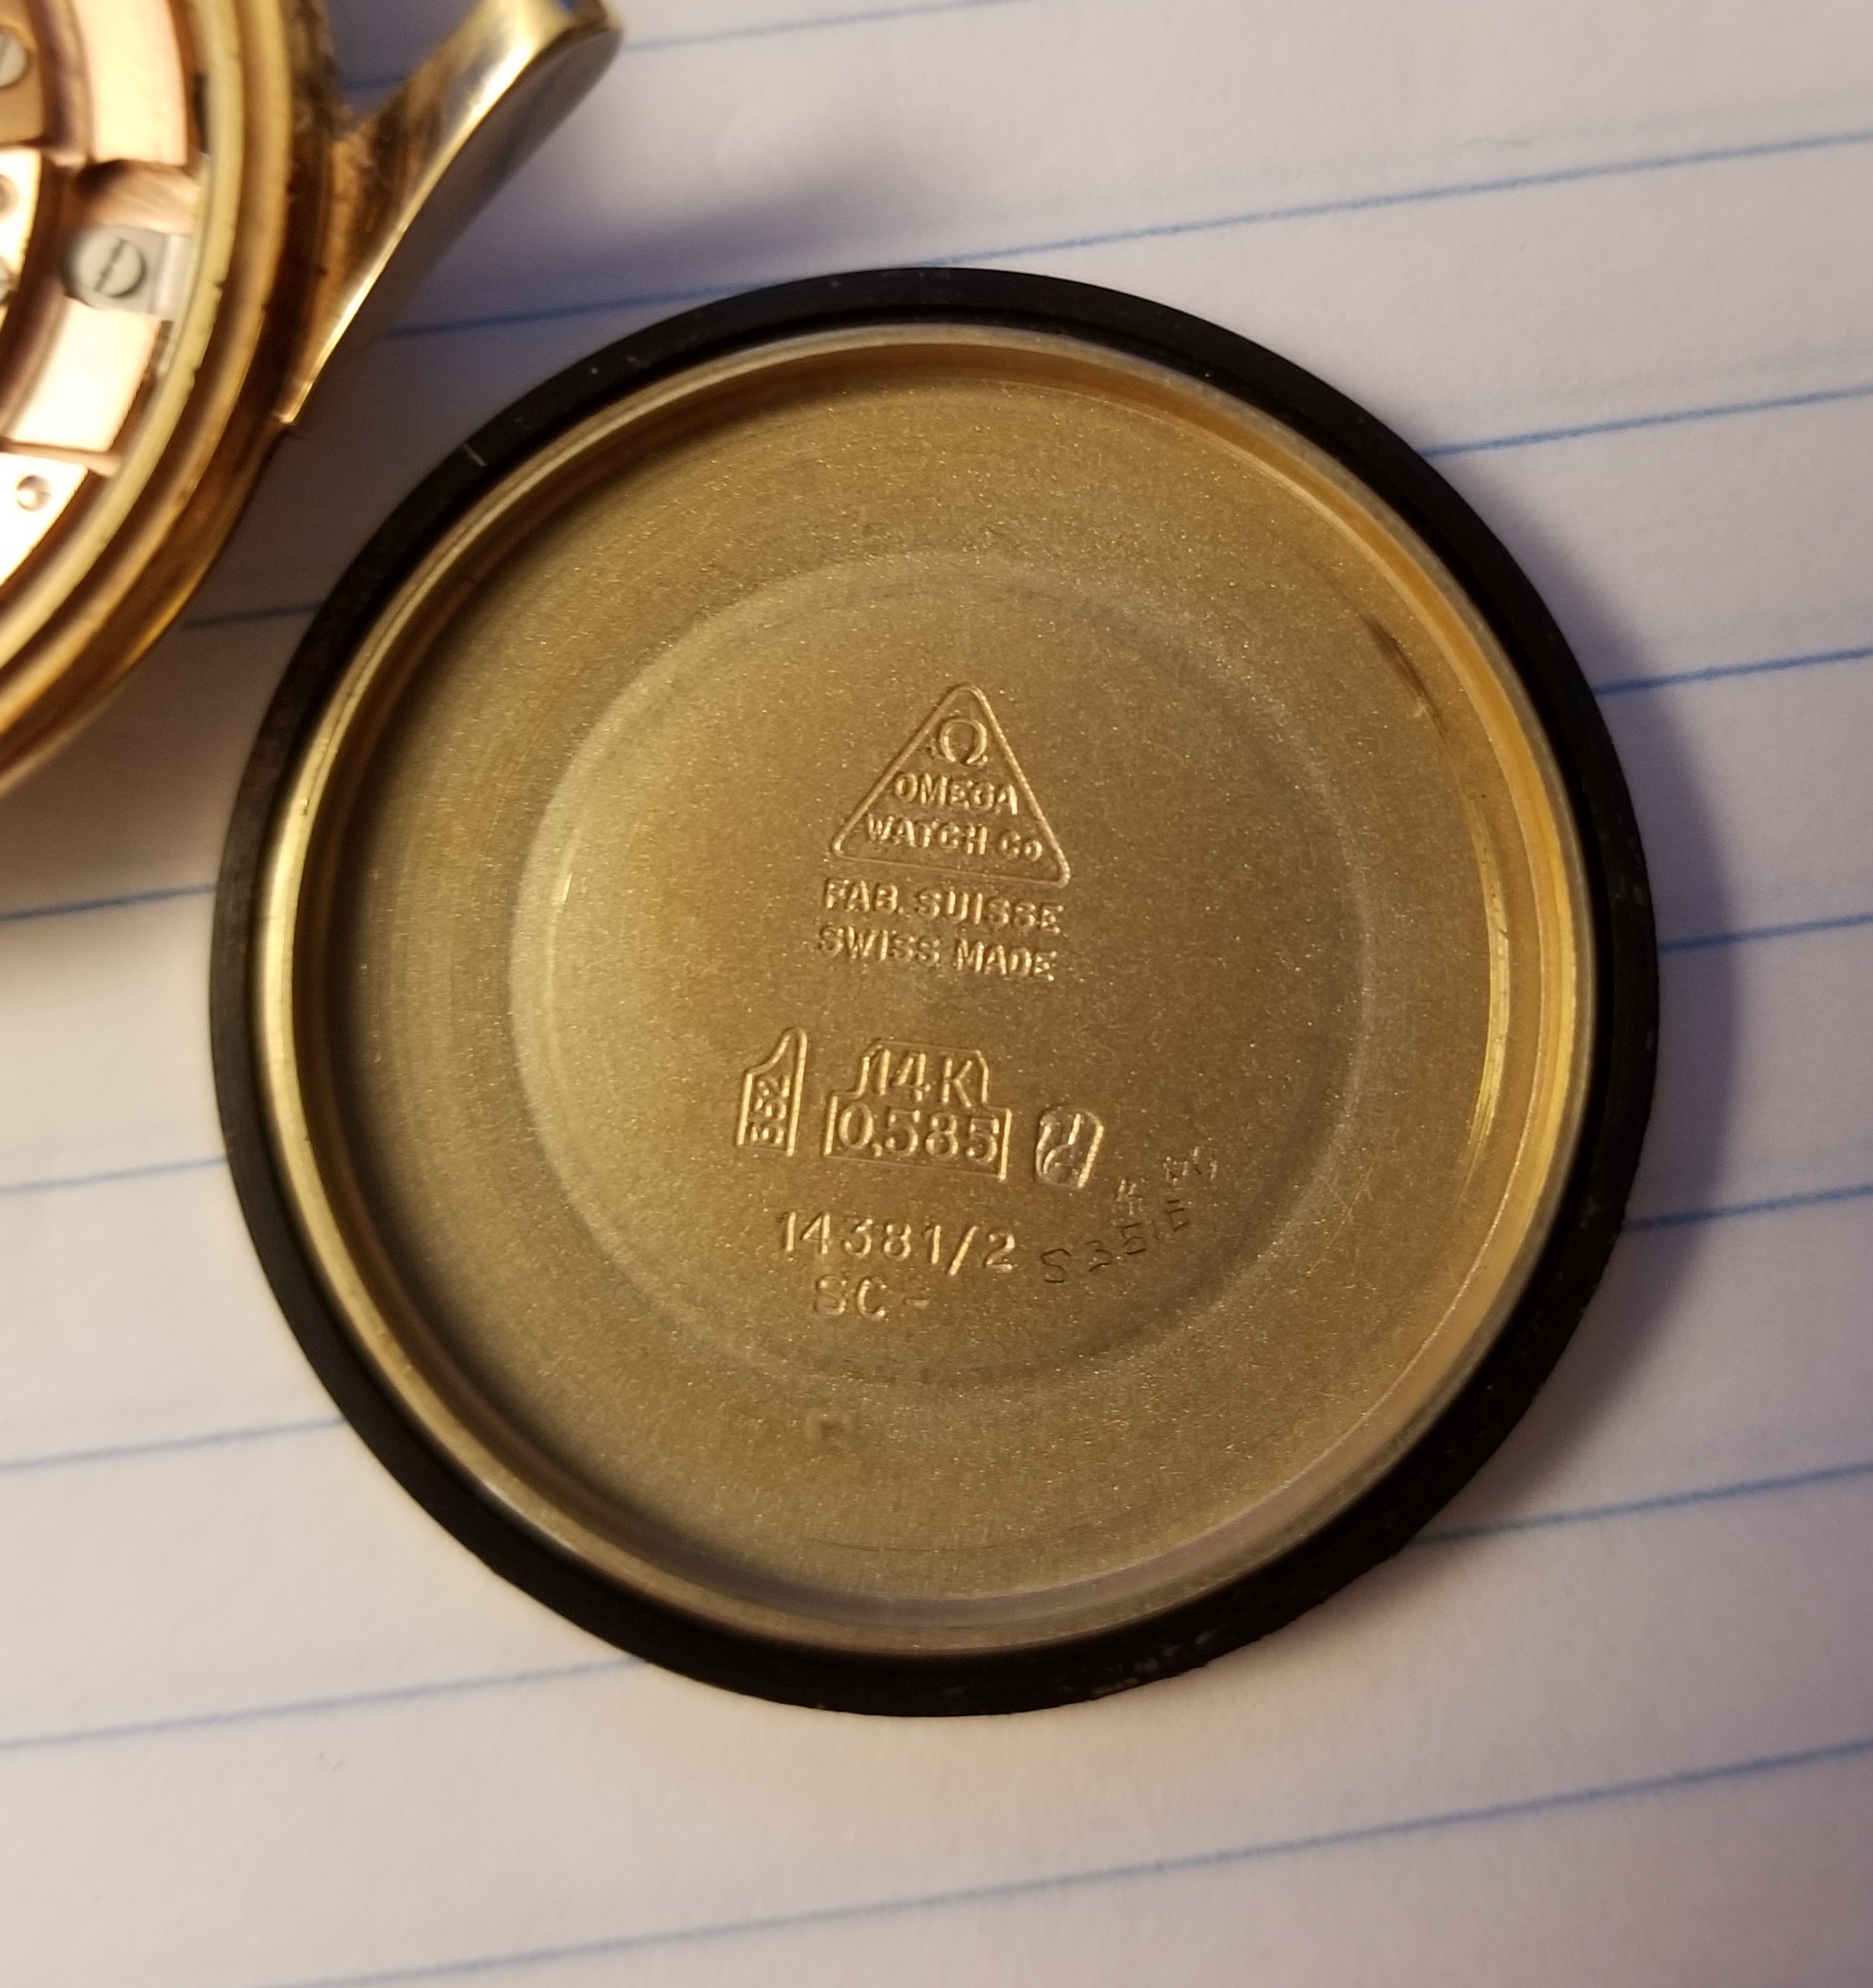 Ω
OMEGA
WATCH Co
FAB. SUISSE
SWISS MADE
14K
0,585
14381/2
SC-